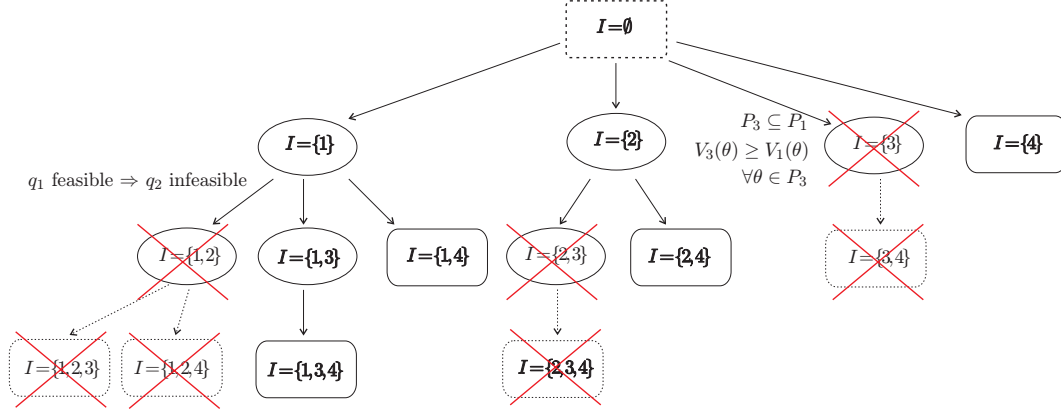 I=∅
I={1}
I={2}
P₃ ⊆ P₁
V₃(θ) ≥ V₁(θ)
∀θ ∈ P₃
I={3}
I={4}
q₁ feasible ⇒ q₂ infeasible
I={1,2}
I={1,3}
I={1,4}
I={2,3}
I={2,4}
I={3,4}
I={1,2,3}
I={1,2,4}
I={1,3,4}
I={2,3,4}